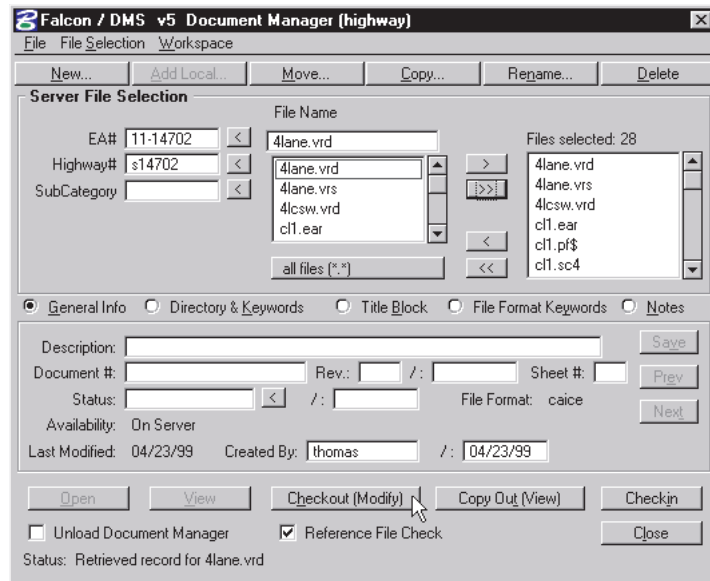 Falcon / DMS v5 Document Manager (highway)
File File Selection Workspace
New... Add Local... Move... Copy... Rename... Delete
Server File Selection
File Name
EA# 11-14702 < 4lane.vrd Files selected: 28
Highway# s14702 <
SubCategory <
4lane.vrd > 4lane.vrd
4lane.vrs >> 4lane.vrs
4lcsw.vrd 4lcsw.vrd
cl1.ear < cl1.ear
cl1.pf$
all files (*.*) << cl1.sc4
General Info Directory & Keywords Title Block File Format Keywords Notes
Description: Save
Document #: Rev.: / : Sheet #: Prev
Status: < / : File Format: caice
Availability: On Server Next
Last Modified: 04/23/99 Created By: thomas / : 04/23/99
Open View Checkout (Modify) Copy Out (View) Checkin
Unload Document Manager Reference File Check Close
Status: Retrieved record for 4lane.vrd